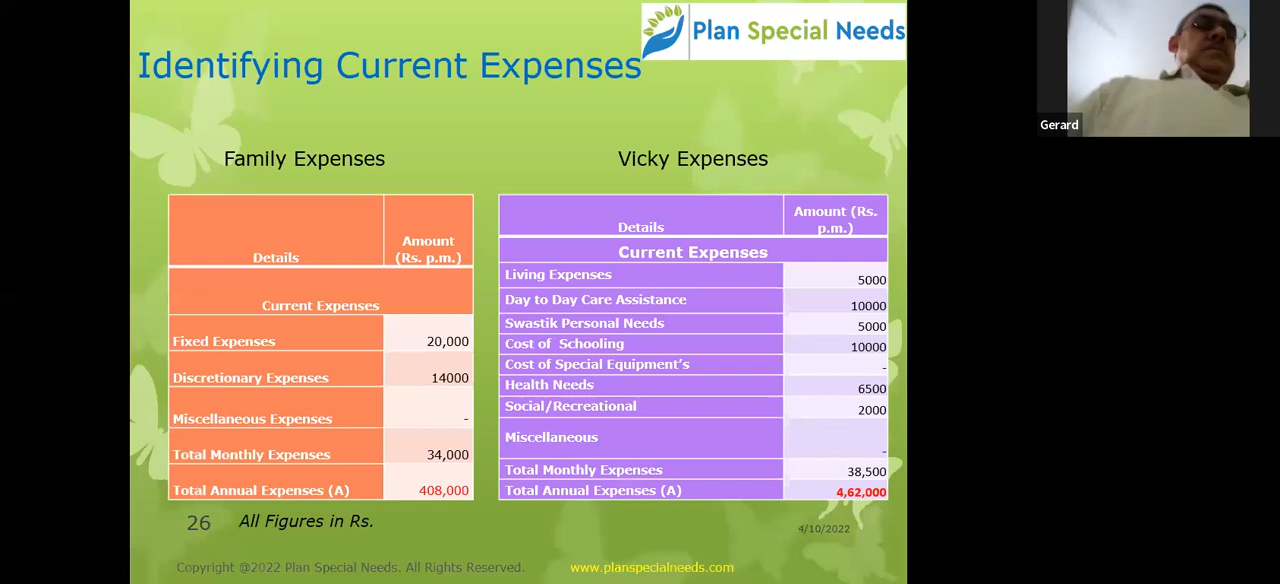 Plan Special Needs
Identifying Current Expenses
Gerard
Family Expenses
Details
Amount
(Rs. p.m.)
Current Expenses
Fixed Expenses 20,000
Discretionary Expenses 14000
Miscellaneous Expenses -
Total Monthly Expenses 34,000
Total Annual Expenses (A) 408,000
Vicky Expenses
Details
Amount (Rs.
p.m.)
Current Expenses
Living Expenses 5000
Day to Day Care Assistance 10000
Swastik Personal Needs 5000
Cost of Schooling 10000
Cost of Special Equipment's -
Health Needs 6500
Social/Recreational 2000
Miscellaneous -
Total Monthly Expenses 38,500
Total Annual Expenses (A) 4,62,000
26 All Figures in Rs. 4/10/2022
Copyright @2022 Plan Special Needs. All Rights Reserved. www.planspecialneeds.com